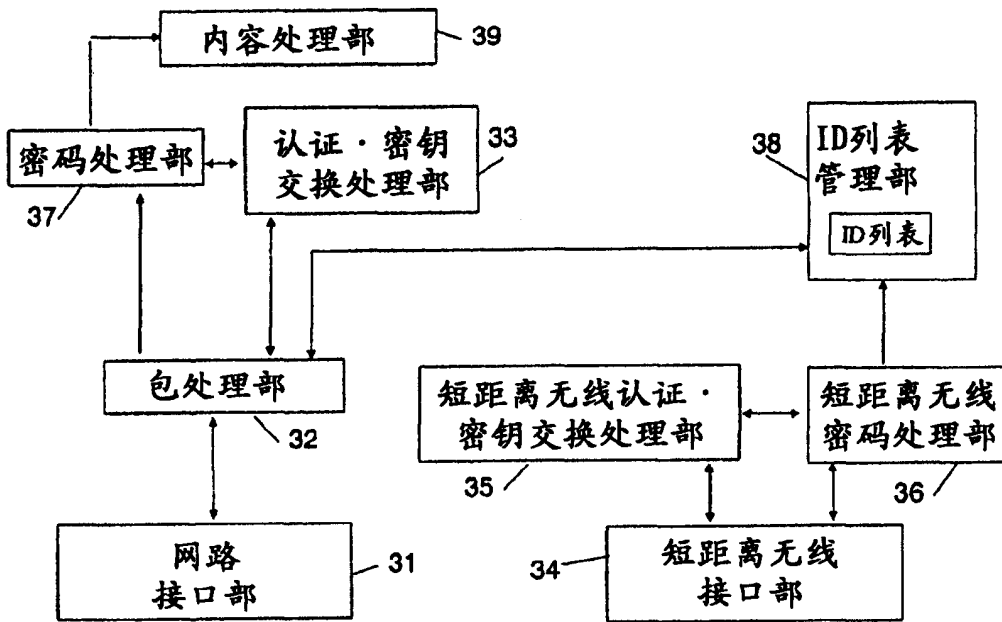 内容处理部
39
认证·密钥
交换处理部
33
密码处理部
37
ID列表
管理部
ID列表
38
包处理部
32
短距离无线认证·
密钥交换处理部
35
短距离无线
密码处理部
36
网路
接口部
31
短距离无线
接口部
34